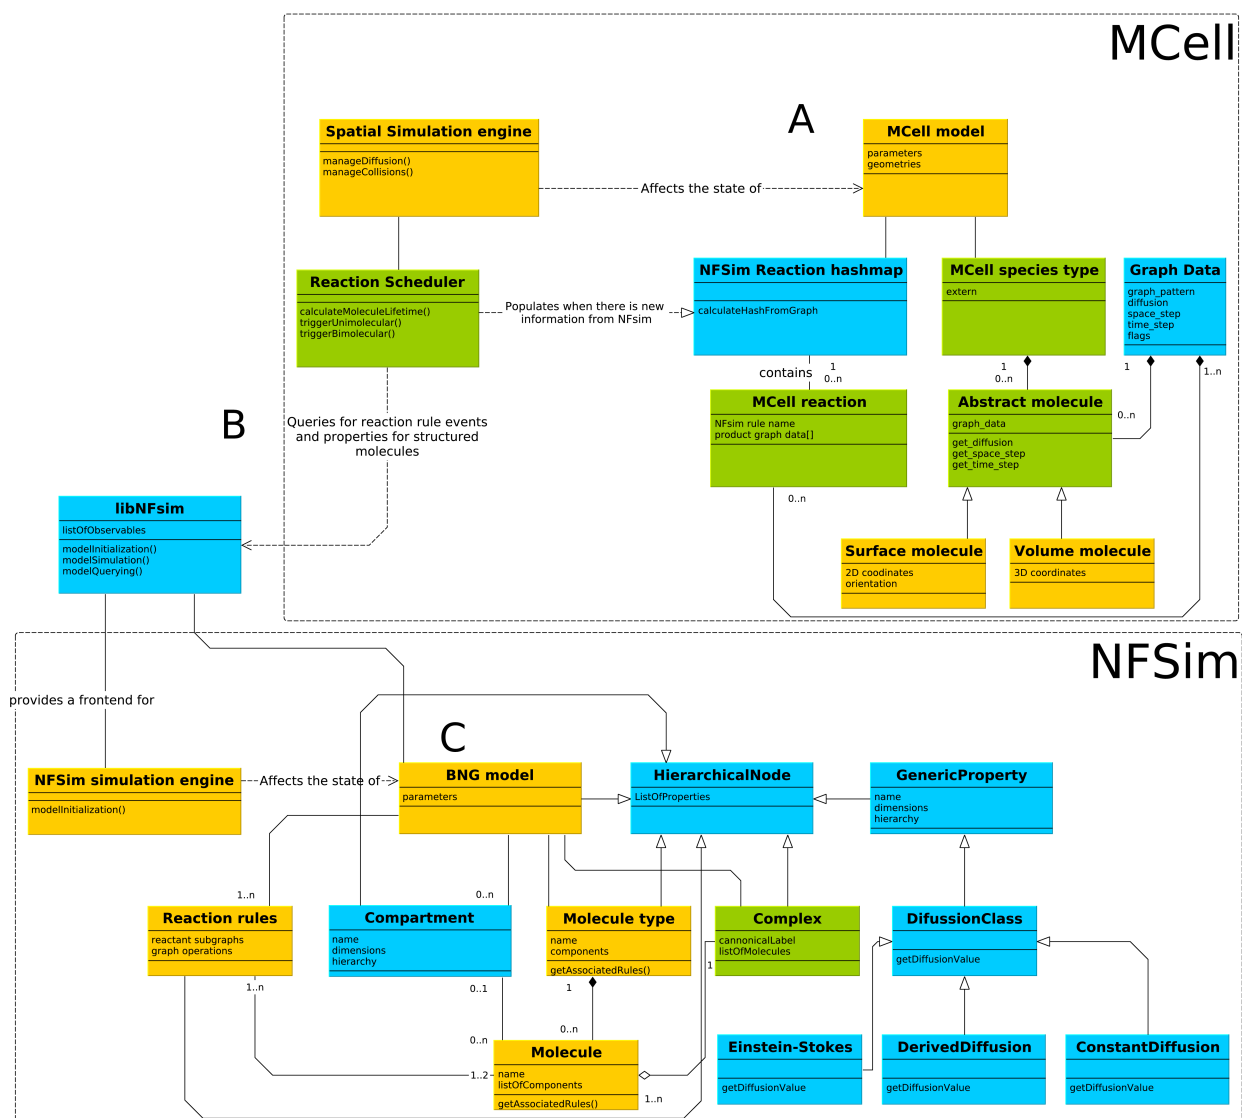 MCell
A
Spatial Simulation engine
manageDiffusion()
manageCollisions()
Affects the state of
MCell model
parameters
geometries
Reaction Scheduler
calculateMoleculeLifetime()
triggerUnimolecular()
triggerBimolecular()
Populates when there is new
information from NFsim
NFSim Reaction hashmap
calculateHashFromGraph
MCell species type
extern
Graph Data
graph_pattern
diffusion
space_step
time_step
flags
contains
1
0..n
1
0..n
1
1..n
0..n
MCell reaction
NFsim rule name
product graph data[]
0..n
Abstract molecule
graph_data
get_diffusion
get_space_step
get_time_step
B
Queries for reaction rule events
and properties for structured
molecules
Surface molecule
2D coodinates
orientation
Volume molecule
3D coordinates
libNFsim
listOfObservables
modelInitialization()
modelSimulation()
modelQuerying()
NFSim
provides a frontend for
C
NFSim simulation engine
modelInitialization()
Affects the state of
BNG model
parameters
HierarchicalNode
ListOfProperties
GenericProperty
name
dimensions
hierarchy
1..n
0..n
Reaction rules
reactant subgraphs
graph operations
1..n
Compartment
name
dimensions
hierarchy
0..1
0..n
Molecule type
name
components
getAssociatedRules()
1
0..n
Complex
cannonicalLabel
listOfMolecules
1
DifussionClass
getDiffusionValue
Molecule
name
listOfComponents
getAssociatedRules()
1..2
1..n
Einstein-Stokes
getDiffusionValue
DerivedDiffusion
getDiffusionValue
ConstantDiffusion
getDiffusionValue